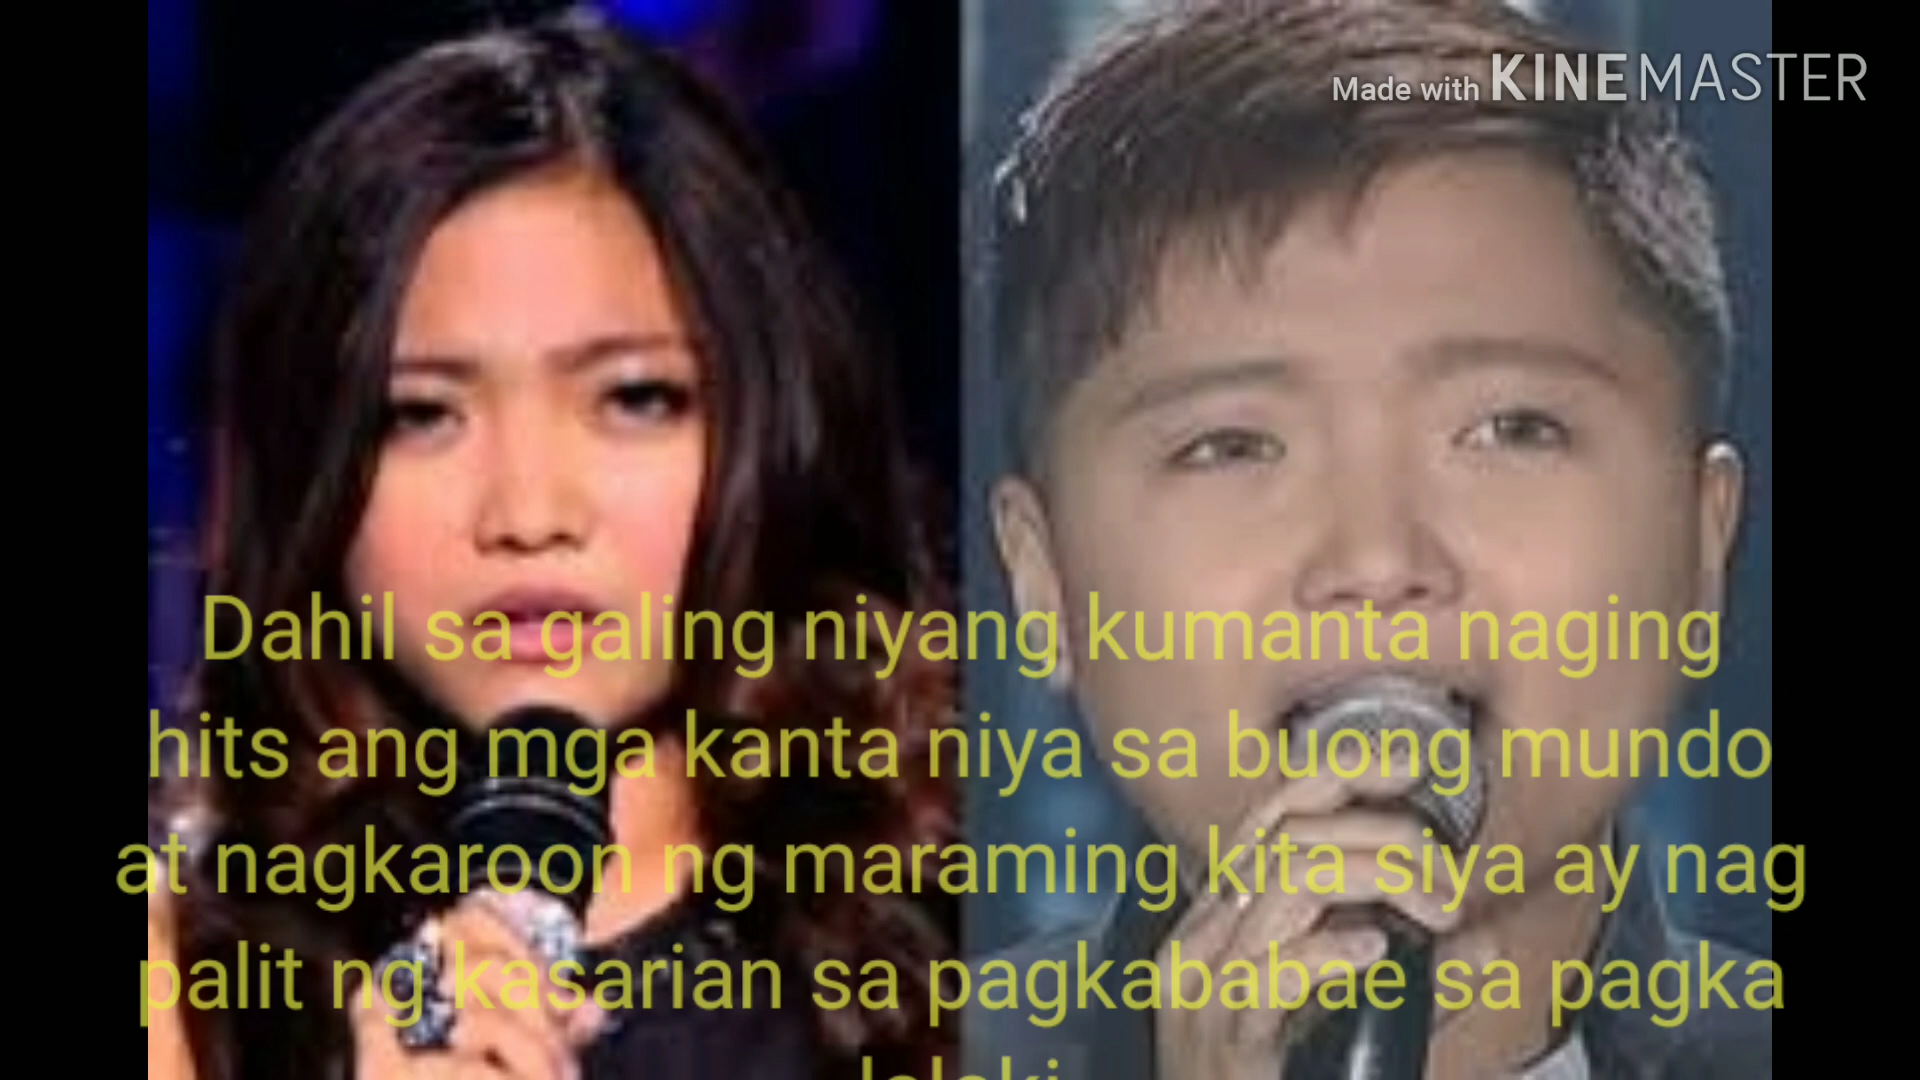 Made with KINEMASTER
Dahil sa galing niyang kumanta naging
hits ang mga kanta niya sa buong mundo
at nagkaroon ng maraming kita siya ay nag
palit ng kasarian sa pagkababae sa pagka
lalaki